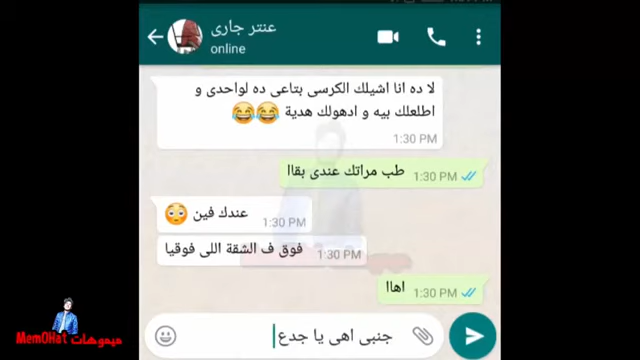 عنتر جارى
online
لا ده انا اشيلك الكرسى بتاعى ده لواحدى و
اطلعلك بيه و ادهولك هدية 😂😂
1:30 PM
طب مراتك عندى بقاا
1:30 PM
عندك فين 😳
1:30 PM
فوق ف الشقة اللى فوقيا
1:30 PM
اهاا
1:30 PM
جنبى اهى يا جدع
MemOHat ميموهات